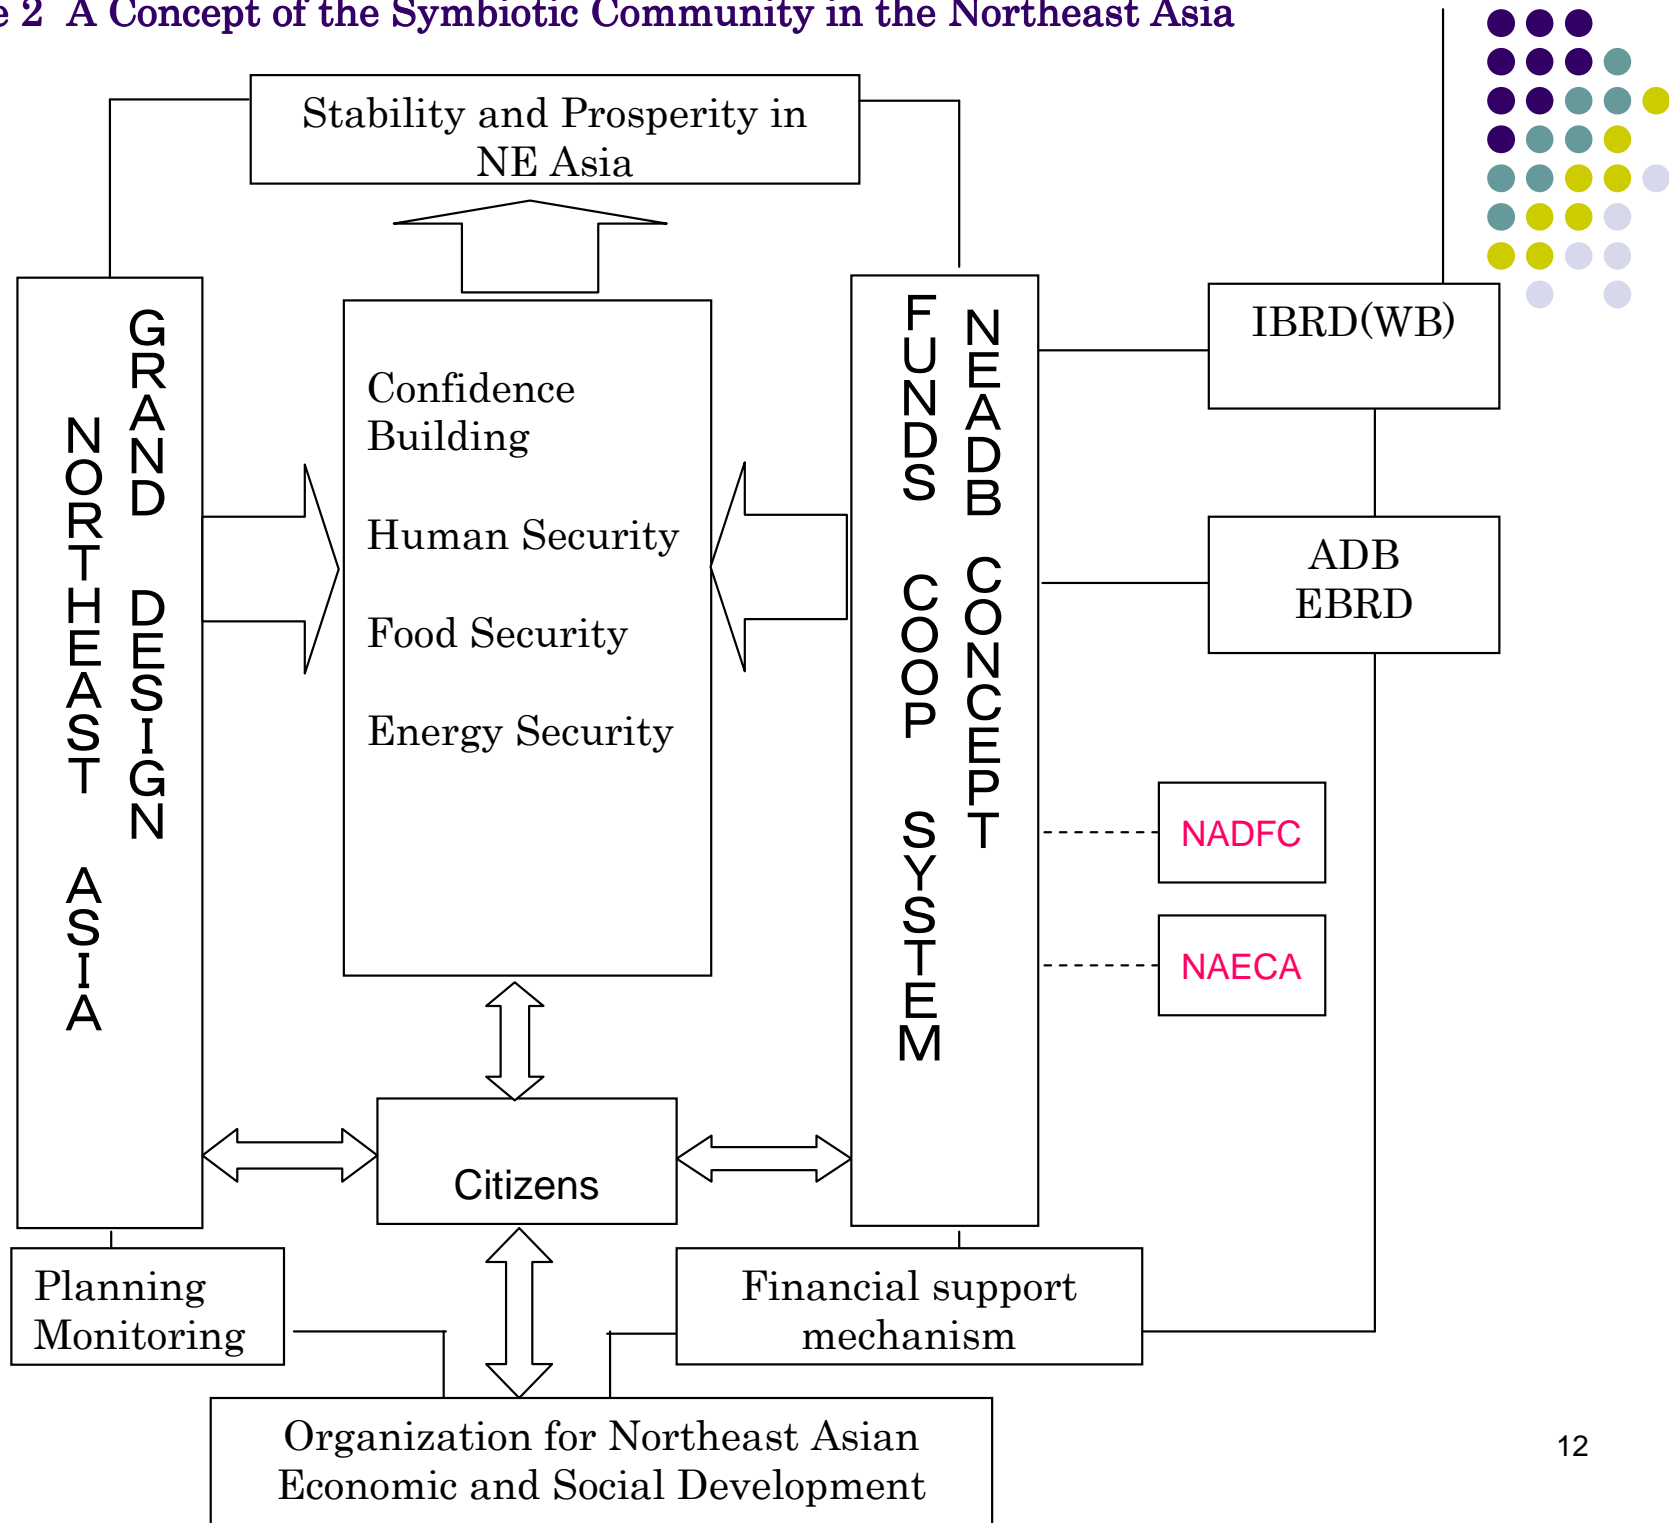 e 2 A Concept of the Symbiotic Community in the Northeast Asia
Stability and Prosperity in
NE Asia
GRAND DESIGN
NORTHEAST ASIA
Confidence
Building
Human Security
Food Security
Energy Security
NEADB CONCEPT
FUNDS COOP SYSTEM
IBRD(WB)
ADB
EBRD
NADFC
NAECA
Citizens
Planning
Monitoring
Financial support
mechanism
Organization for Northeast Asian
Economic and Social Development
12